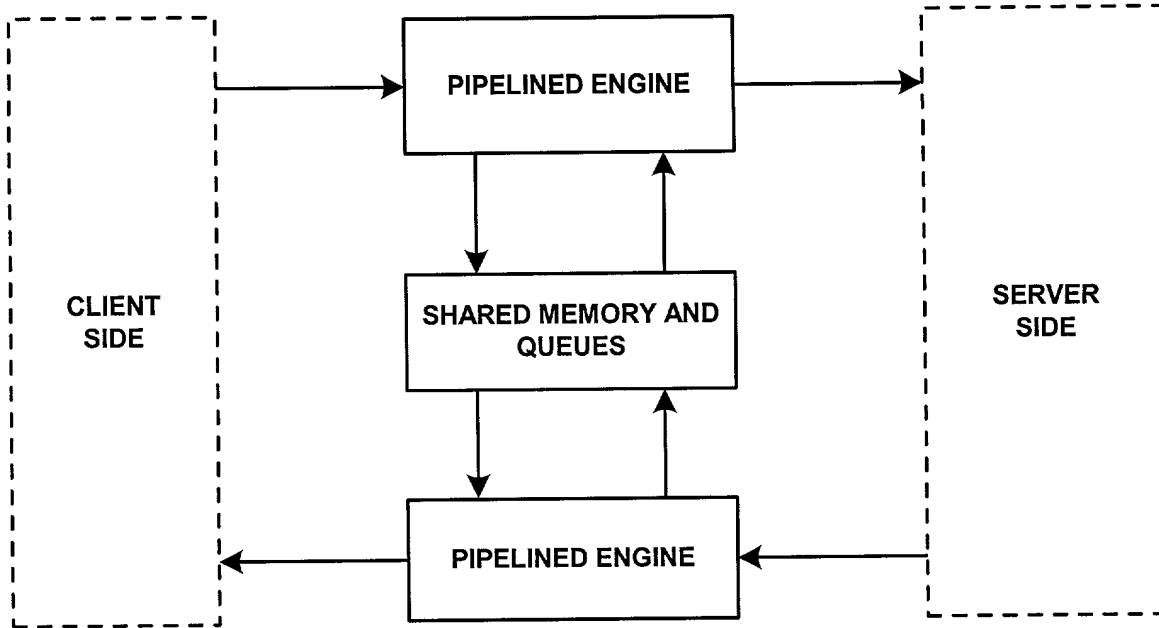 PIPELINED ENGINE
CLIENT
SIDE
SHARED MEMORY AND
QUEUES
SERVER
SIDE
PIPELINED ENGINE